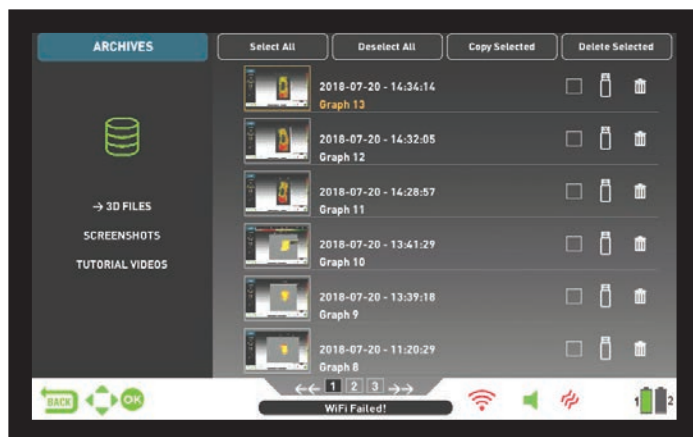 ARCHIVES
Select All
Deselect All
Copy Selected
Delete Selected
2018-07-20 - 14:34:14
Graph 13
2018-07-20 - 14:32:05
Graph 12
→ 3D FILES
SCREENSHOTS
TUTORIAL VIDEOS
2018-07-20 - 14:28:57
Graph 11
2018-07-20 - 13:41:29
Graph 10
2018-07-20 - 13:39:18
Graph 9
2018-07-20 - 11:20:29
Graph 8
←← 1 2 3 →→
WiFi Failed!
BACK
OK
1 2